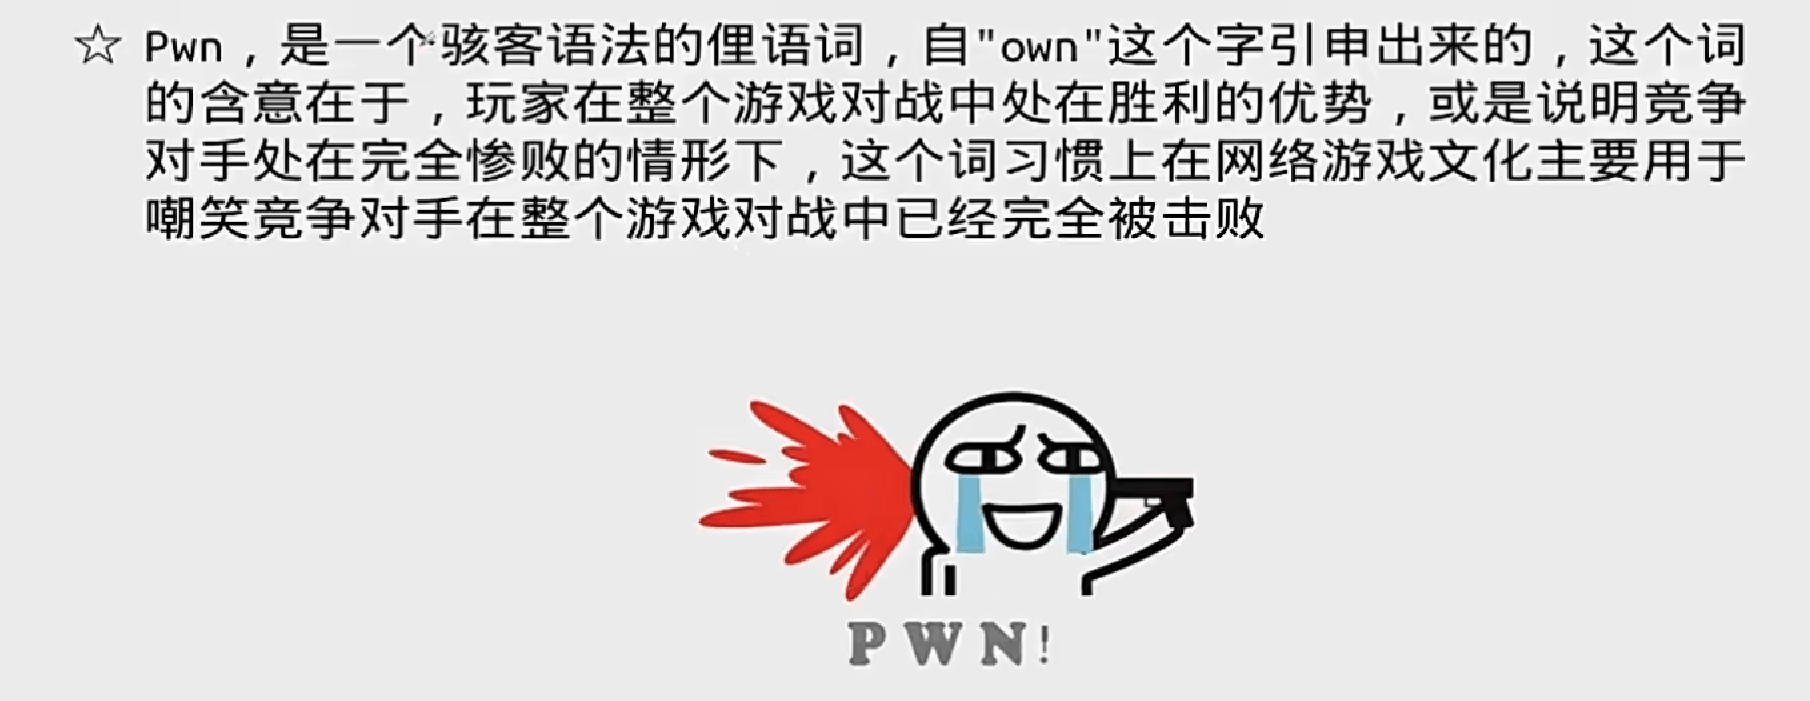 ☆ Pwn，是一个骇客语法的俚语词，自"own"这个字引申出来的，这个词
的含意在于，玩家在整个游戏对战中处在胜利的优势，或是说明竞争
对手处在完全惨败的情形下，这个词习惯上在网络游戏文化主要用于
嘲笑竞争对手在整个游戏对战中已经完全被击败
PWN!